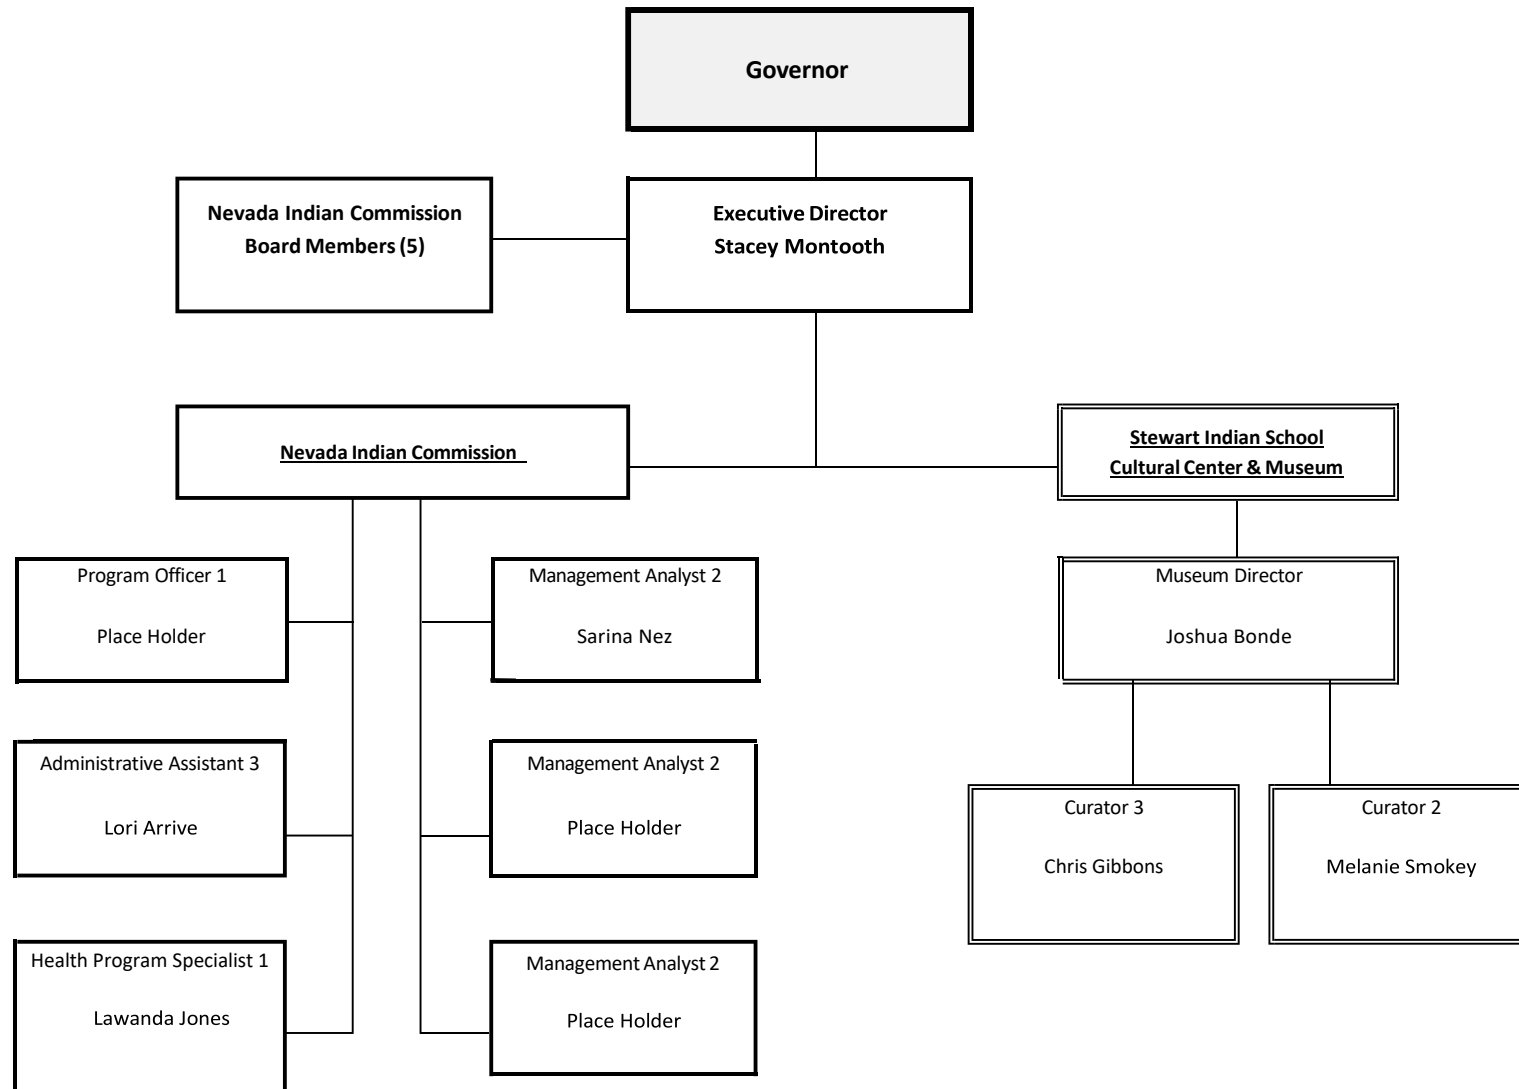 Governor
Nevada Indian Commission
Board Members (5)
Executive Director
Stacey Montooth
Nevada Indian Commission
Stewart Indian School
Cultural Center & Museum
Program Officer 1
Place Holder
Management Analyst 2
Sarina Nez
Museum Director
Joshua Bonde
Administrative Assistant 3
Lori Arrive
Management Analyst 2
Place Holder
Curator 3
Chris Gibbons
Curator 2
Melanie Smokey
Health Program Specialist 1
Lawanda Jones
Management Analyst 2
Place Holder